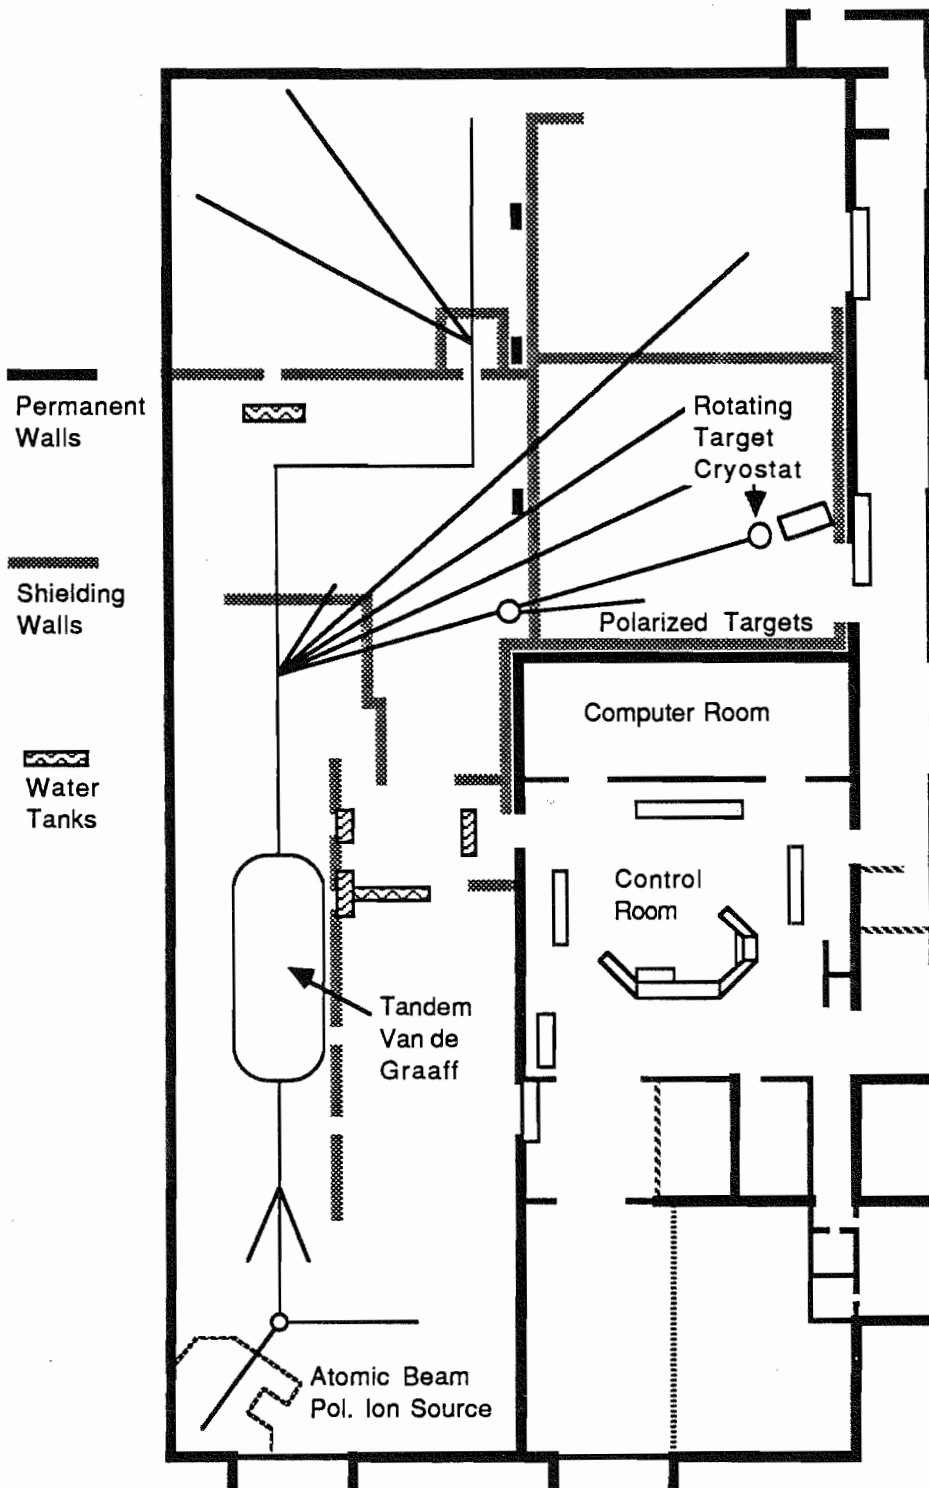 Permanent
Walls
Rotating
Target
Cryostat
Shielding
Walls
Polarized Targets
Computer Room
Water
Tanks
Control
Room
Tandem
Van de
Graaff
Atomic Beam
Pol. Ion Source